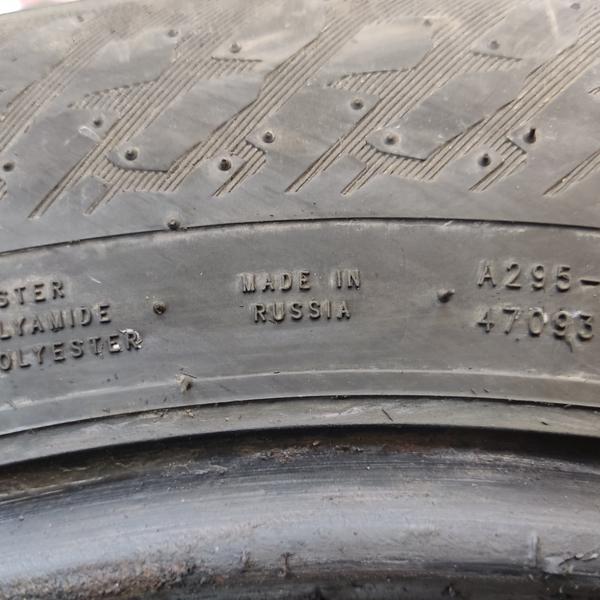 STER
LYAMIDE
OLYESTER
MADE IN
RUSSIA
A295-
47093